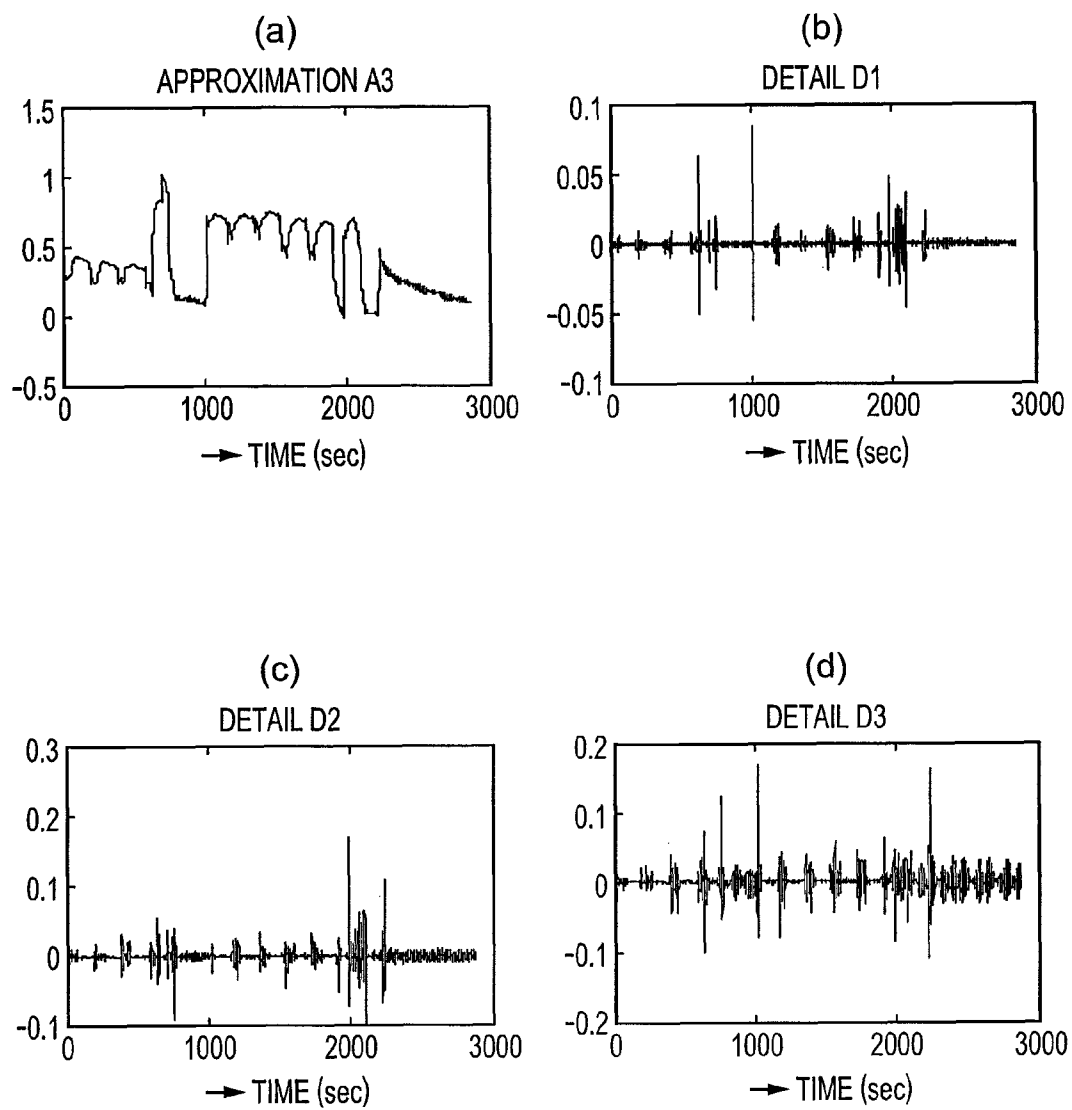 (a)
APPROXIMATION A3
1.5
1
0.5
0
-0.5
0 1000 2000 3000
→ TIME (sec)
(b)
DETAIL D1
0.1
0.05
0
-0.05
-0.1
0 1000 2000 3000
→ TIME (sec)
(c)
DETAIL D2
0.3
0.2
0.1
0
-0.1
0 1000 2000 3000
→ TIME (sec)
(d)
DETAIL D3
0.2
0.1
0
-0.1
-0.2
0 1000 2000 3000
→ TIME (sec)